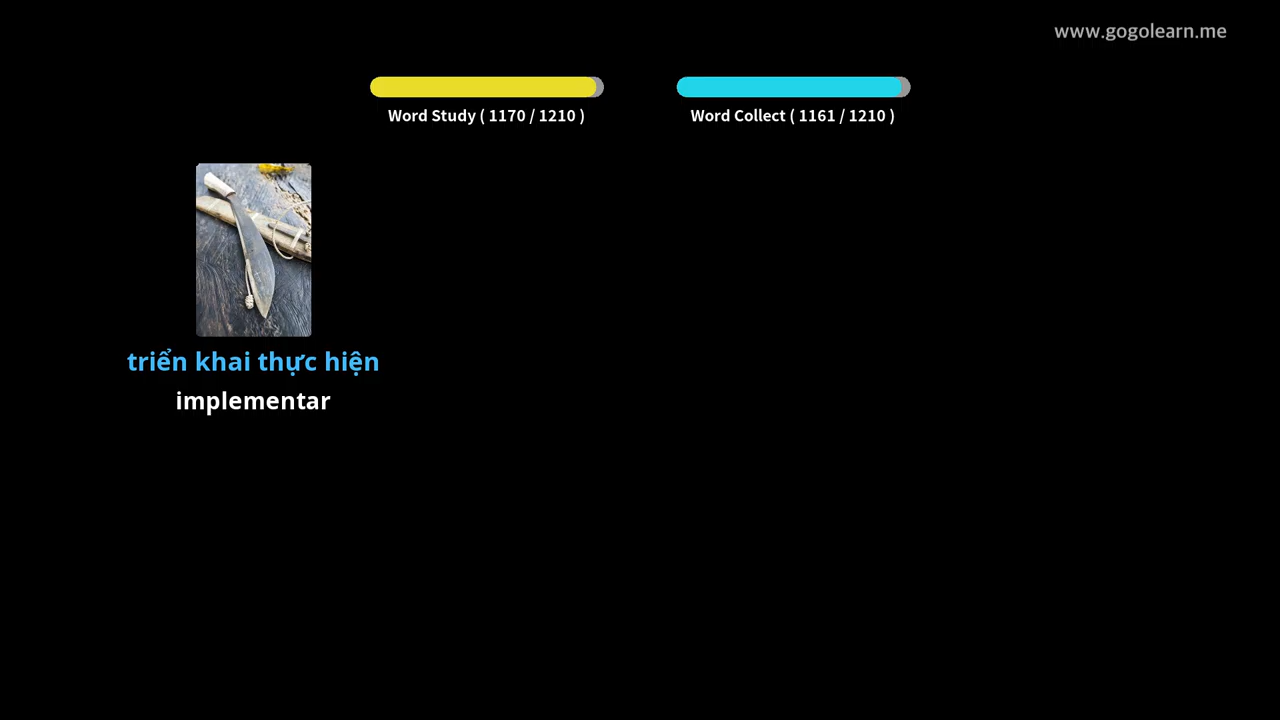 www.gogolearn.me
Word Study ( 1170 / 1210 )
Word Collect ( 1161 / 1210 )
triển khai thực hiện
implementar